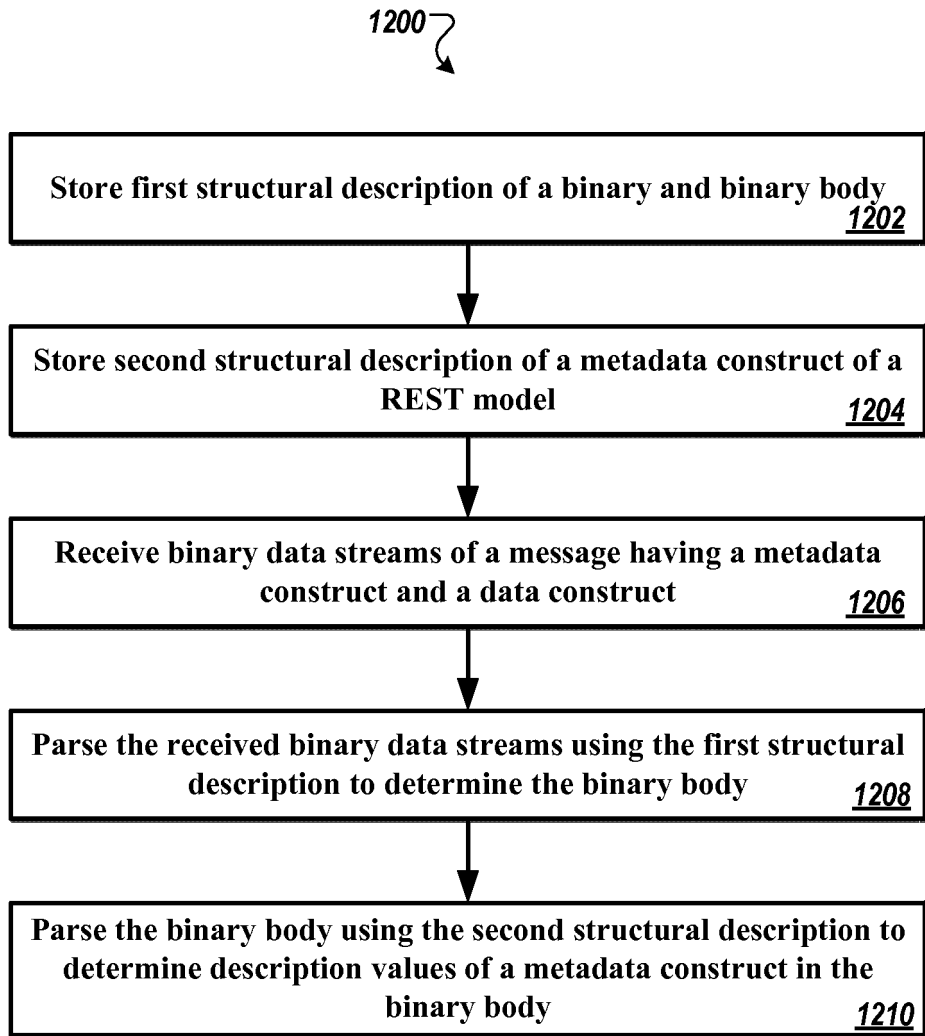 1200
Store first structural description of a binary and binary body
1202
Store second structural description of a metadata construct of a
REST model
1204
Receive binary data streams of a message having a metadata
construct and a data construct
1206
Parse the received binary data streams using the first structural
description to determine the binary body
1208
Parse the binary body using the second structural description to
determine description values of a metadata construct in the
binary body
1210